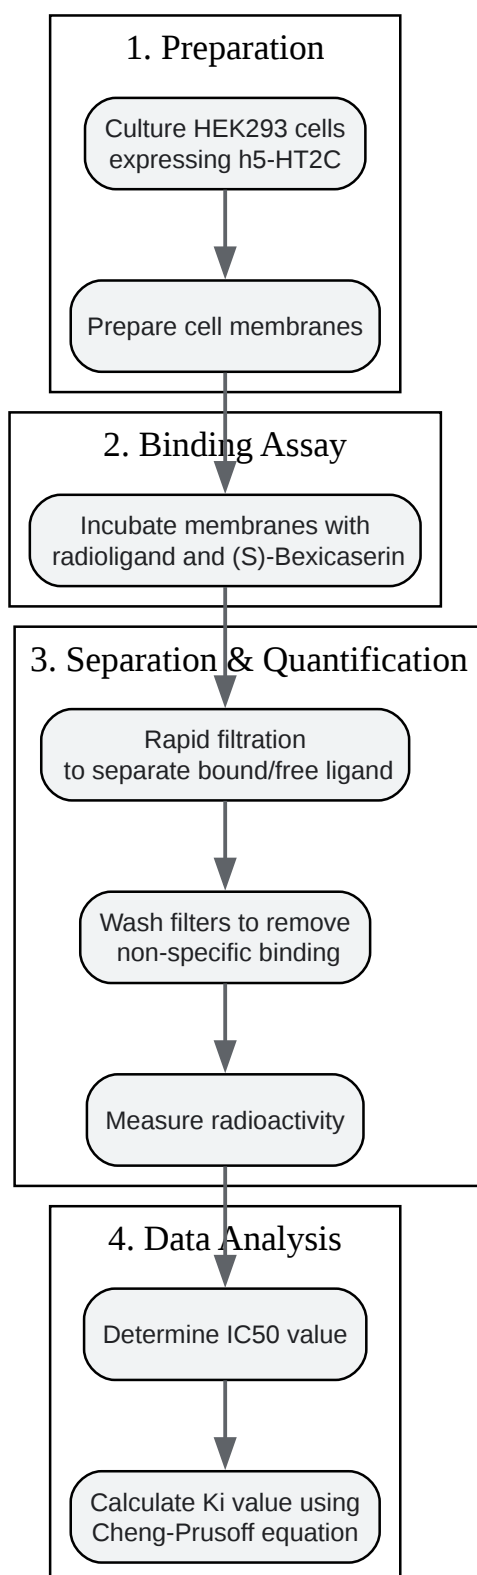 1. Preparation
Culture HEK293 cells
expressing h5-HT2C
Prepare cell membranes
2. Binding Assay
Incubate membranes with
radioligand and (S)-Bexicaserin
3. Separation & Quantification
Rapid filtration
to separate bound/free ligand
Wash filters to remove
non-specific binding
Measure radioactivity
4. Data Analysis
Determine IC50 value
Calculate Ki value using
Cheng-Prusoff equation